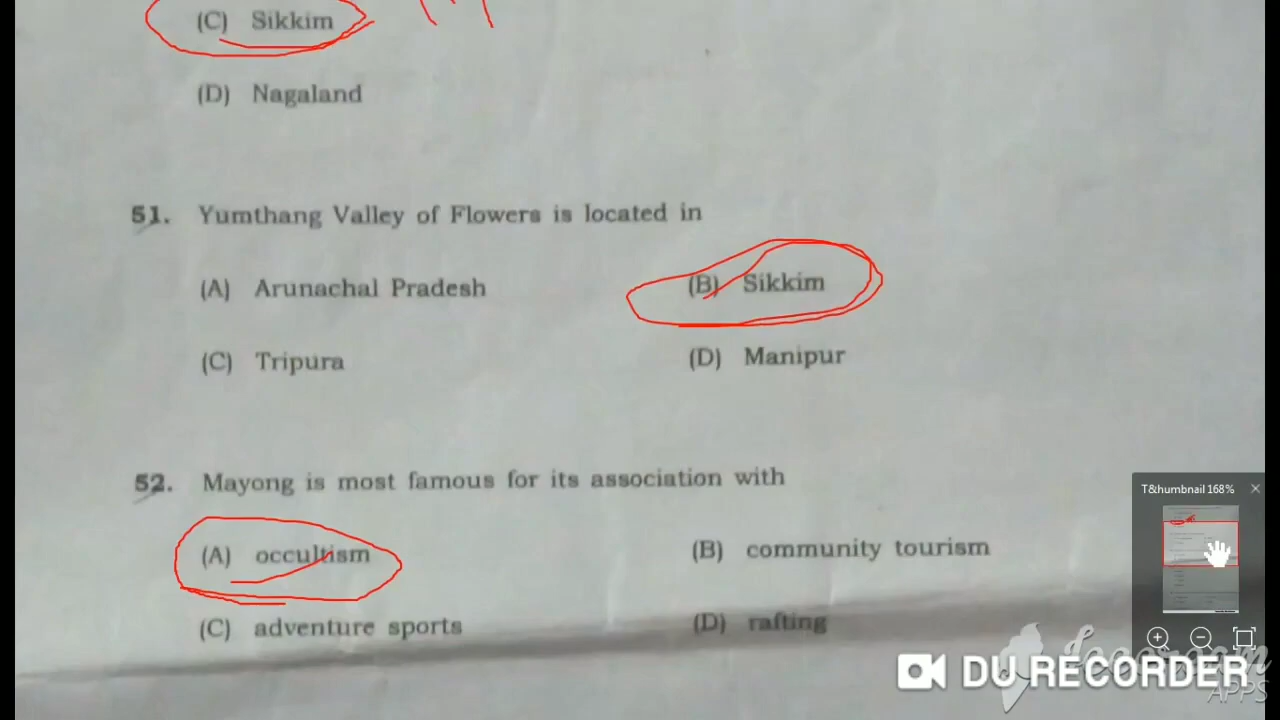 (C) Sikkim
(D) Nagaland
51. Yumthang Valley of Flowers is located in
(A) Arunachal Pradesh (B) Sikkim
(C) Tripura (D) Manipur
52. Mayong is most famous for its association with
(A) occultism (B) community tourism
(C) adventure sports (D) rafting
T&humbnail 168%
DU RECORDER
APPS